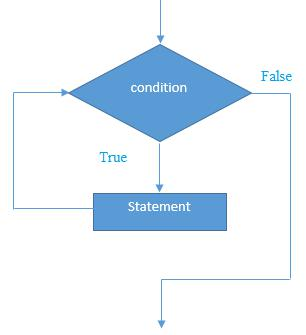 condition
False
True
Statement